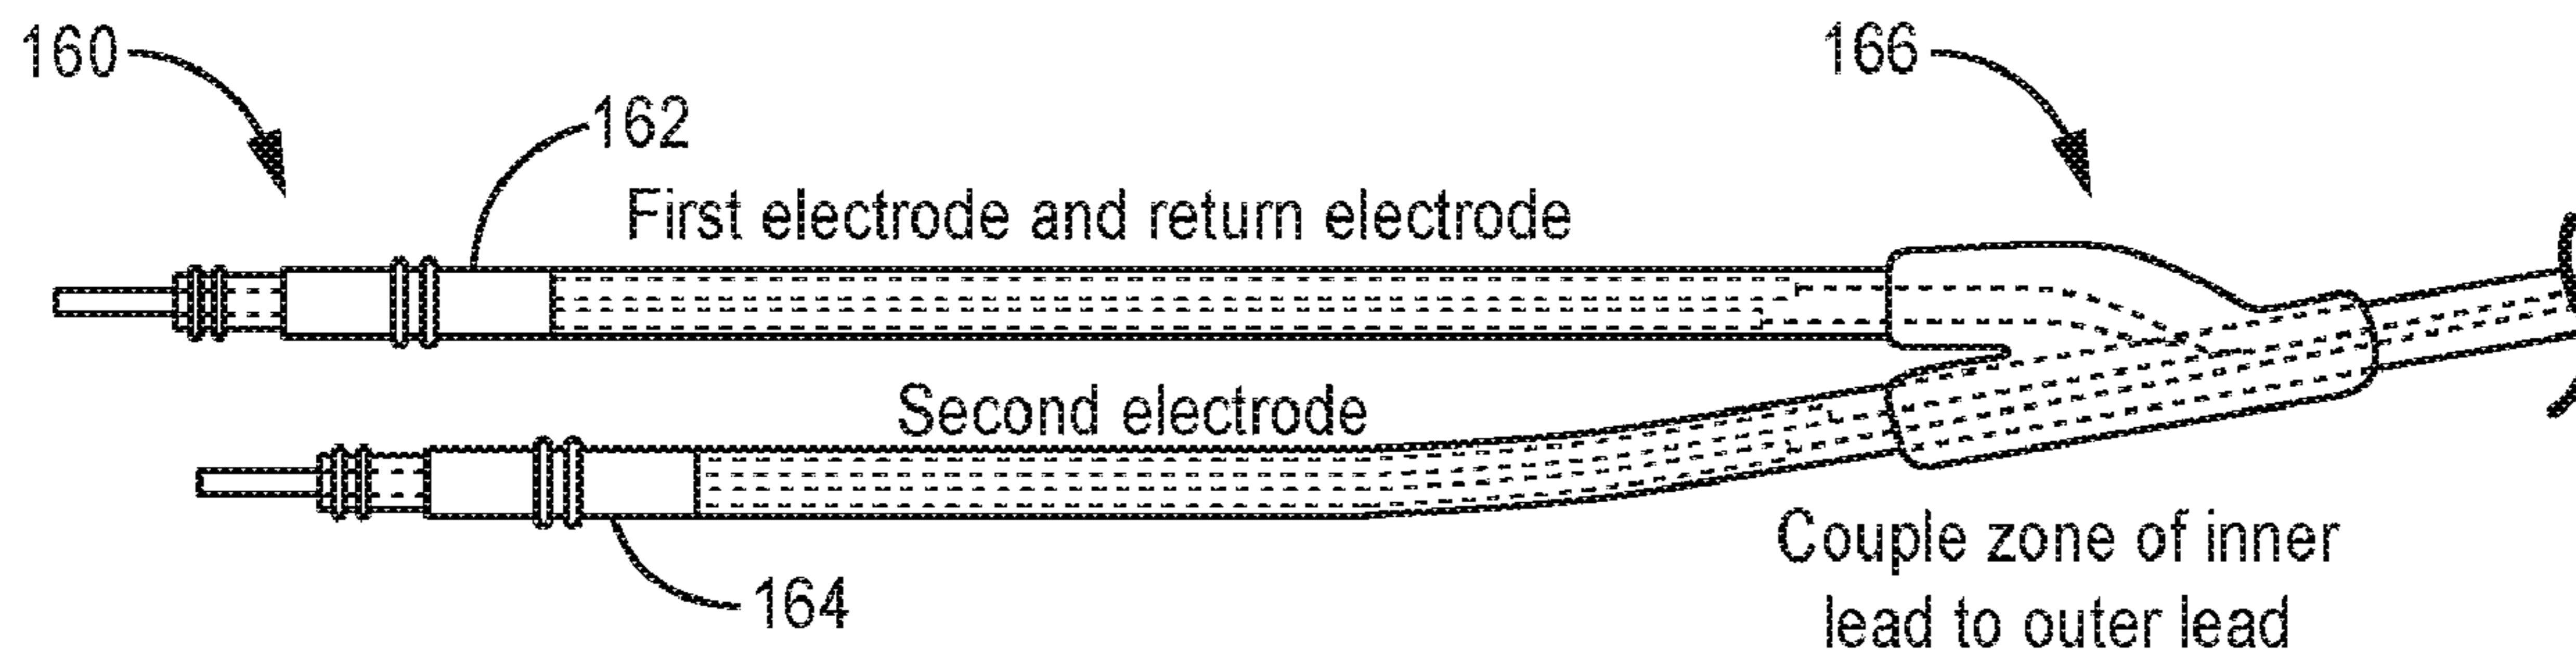 160
166
162
First electrode and return electrode
Second electrode
Couple zone of inner
lead to outer lead
164